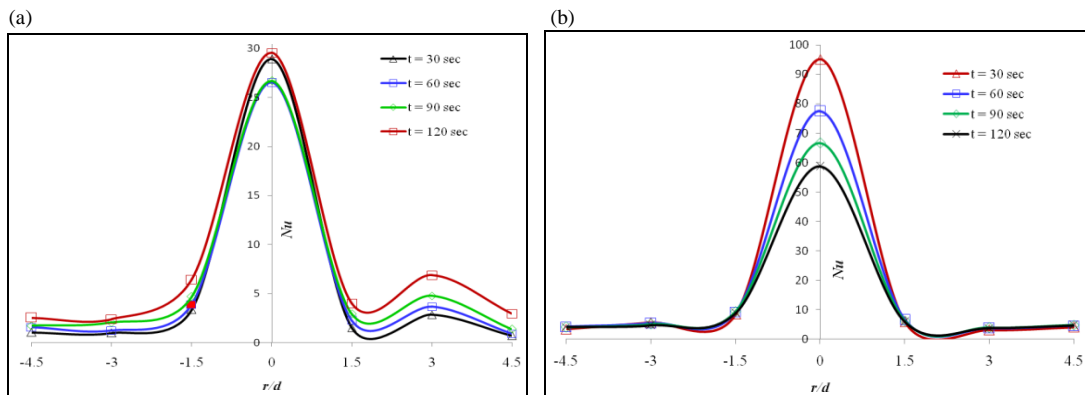 (a)
30
25
20
15
10
5
0
-4.5 -3 -1.5 0 1.5 3 4.5
Nu
r/d
t = 30 sec
t = 60 sec
t = 90 sec
t = 120 sec
(b)
100
90
80
70
60
50
40
30
20
10
0
-4.5 -3 -1.5 0 1.5 3 4.5
Nu
r/d
t = 30 sec
t = 60 sec
t = 90 sec
t = 120 sec